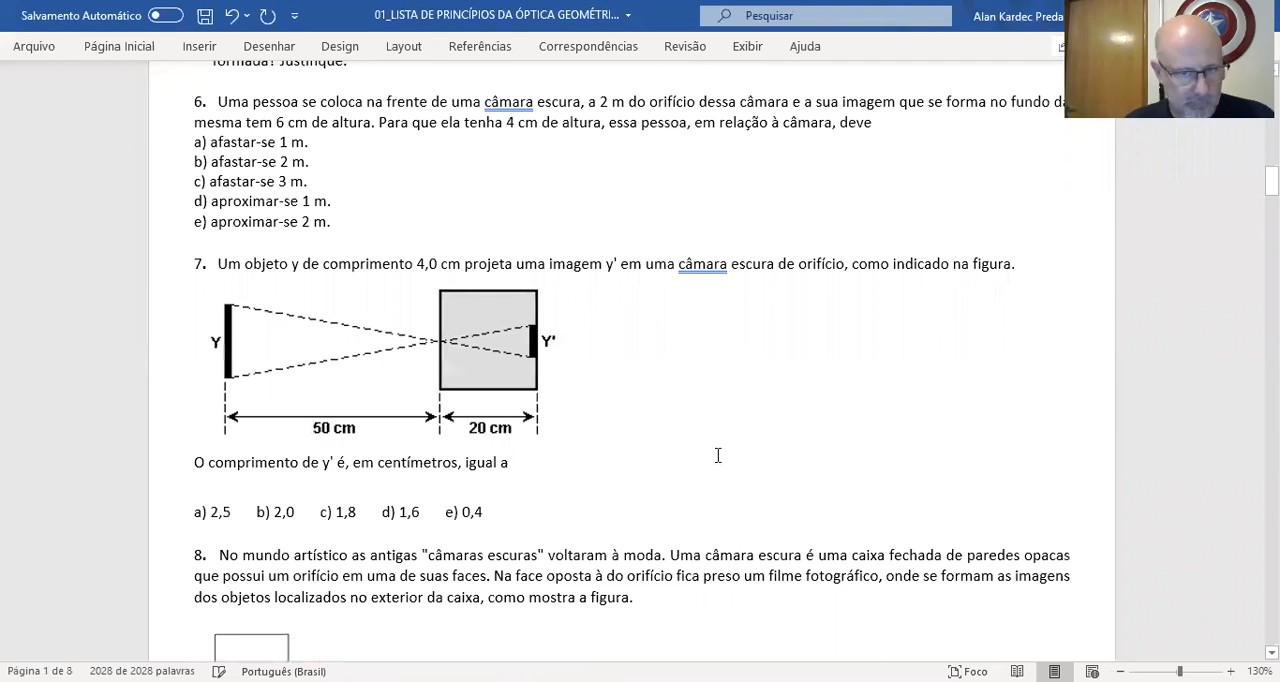 Salvamento Automático
01_LISTA DE PRINCÍPIOS DA ÓPTICA GEOMÉTRI...
Pesquisar
Alan Kardec Preda
Arquivo Página Inicial Inserir Desenhar Design Layout Referências Correspondências Revisão Exibir Ajuda
formada? Justifique.
6. Uma pessoa se coloca na frente de uma câmara escura, a 2 m do orifício dessa câmara e a sua imagem que se forma no fundo da
mesma tem 6 cm de altura. Para que ela tenha 4 cm de altura, essa pessoa, em relação à câmara, deve
a) afastar-se 1 m.
b) afastar-se 2 m.
c) afastar-se 3 m.
d) aproximar-se 1 m.
e) aproximar-se 2 m.
7. Um objeto y de comprimento 4,0 cm projeta uma imagem y' em uma câmara escura de orifício, como indicado na figura.
Y Y'
50 cm 20 cm
O comprimento de y' é, em centímetros, igual a
a) 2,5 b) 2,0 c) 1,8 d) 1,6 e) 0,4
8. No mundo artístico as antigas "câmaras escuras" voltaram à moda. Uma câmara escura é uma caixa fechada de paredes opacas
que possui um orifício em uma de suas faces. Na face oposta à do orifício fica preso um filme fotográfico, onde se formam as imagens
dos objetos localizados no exterior da caixa, como mostra a figura.
Página 1 de 8 2028 de 2028 palavras Português (Brasil) Foco 130%